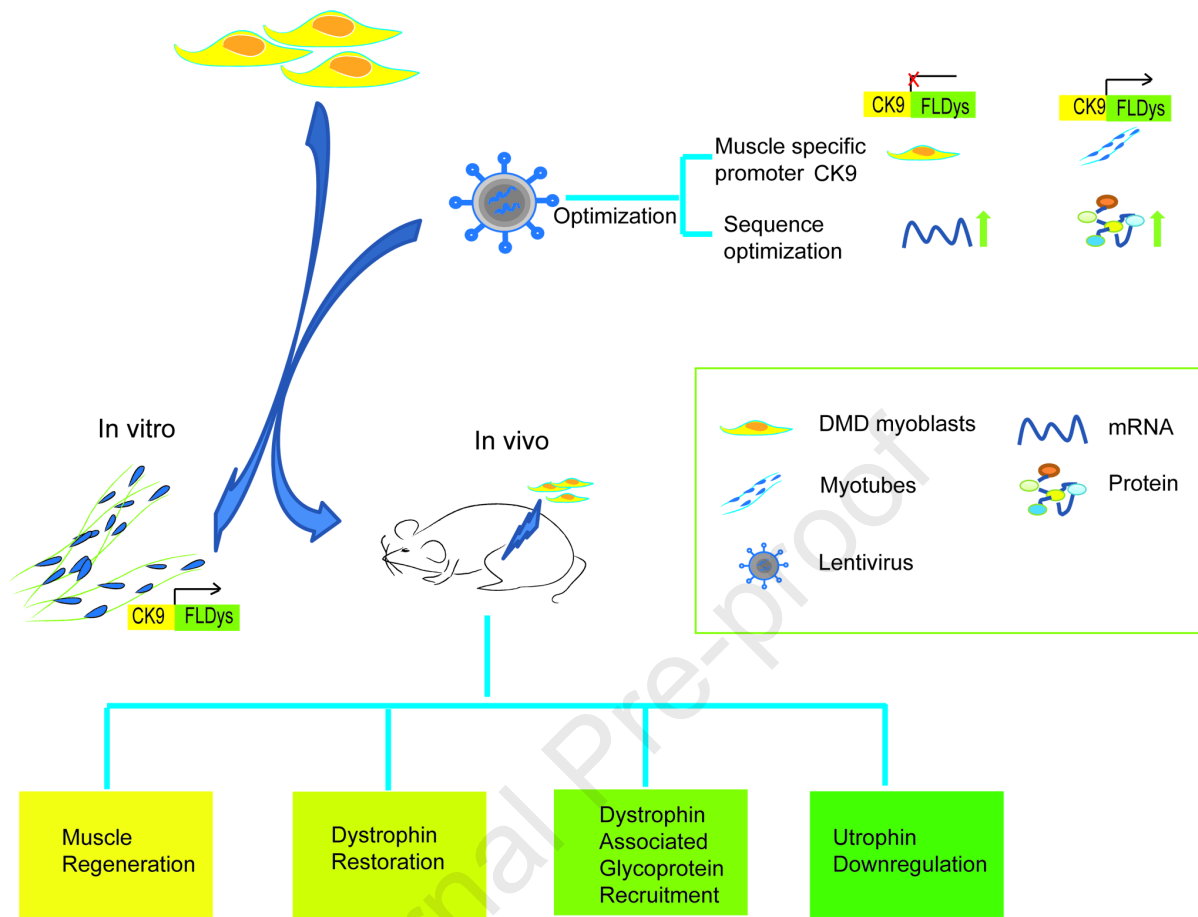 CK9 FLDys
CK9 FLDys
Muscle specific
promoter CK9
Optimization
Sequence
optimization
In vitro
In vivo
CK9 FLDys
DMD myoblasts
mRNA
Myotubes
Protein
Lentivirus
Muscle
Regeneration
Dystrophin
Restoration
Dystrophin
Associated
Glycoprotein
Recruitment
Utrophin
Downregulation
rnal Pre-proof